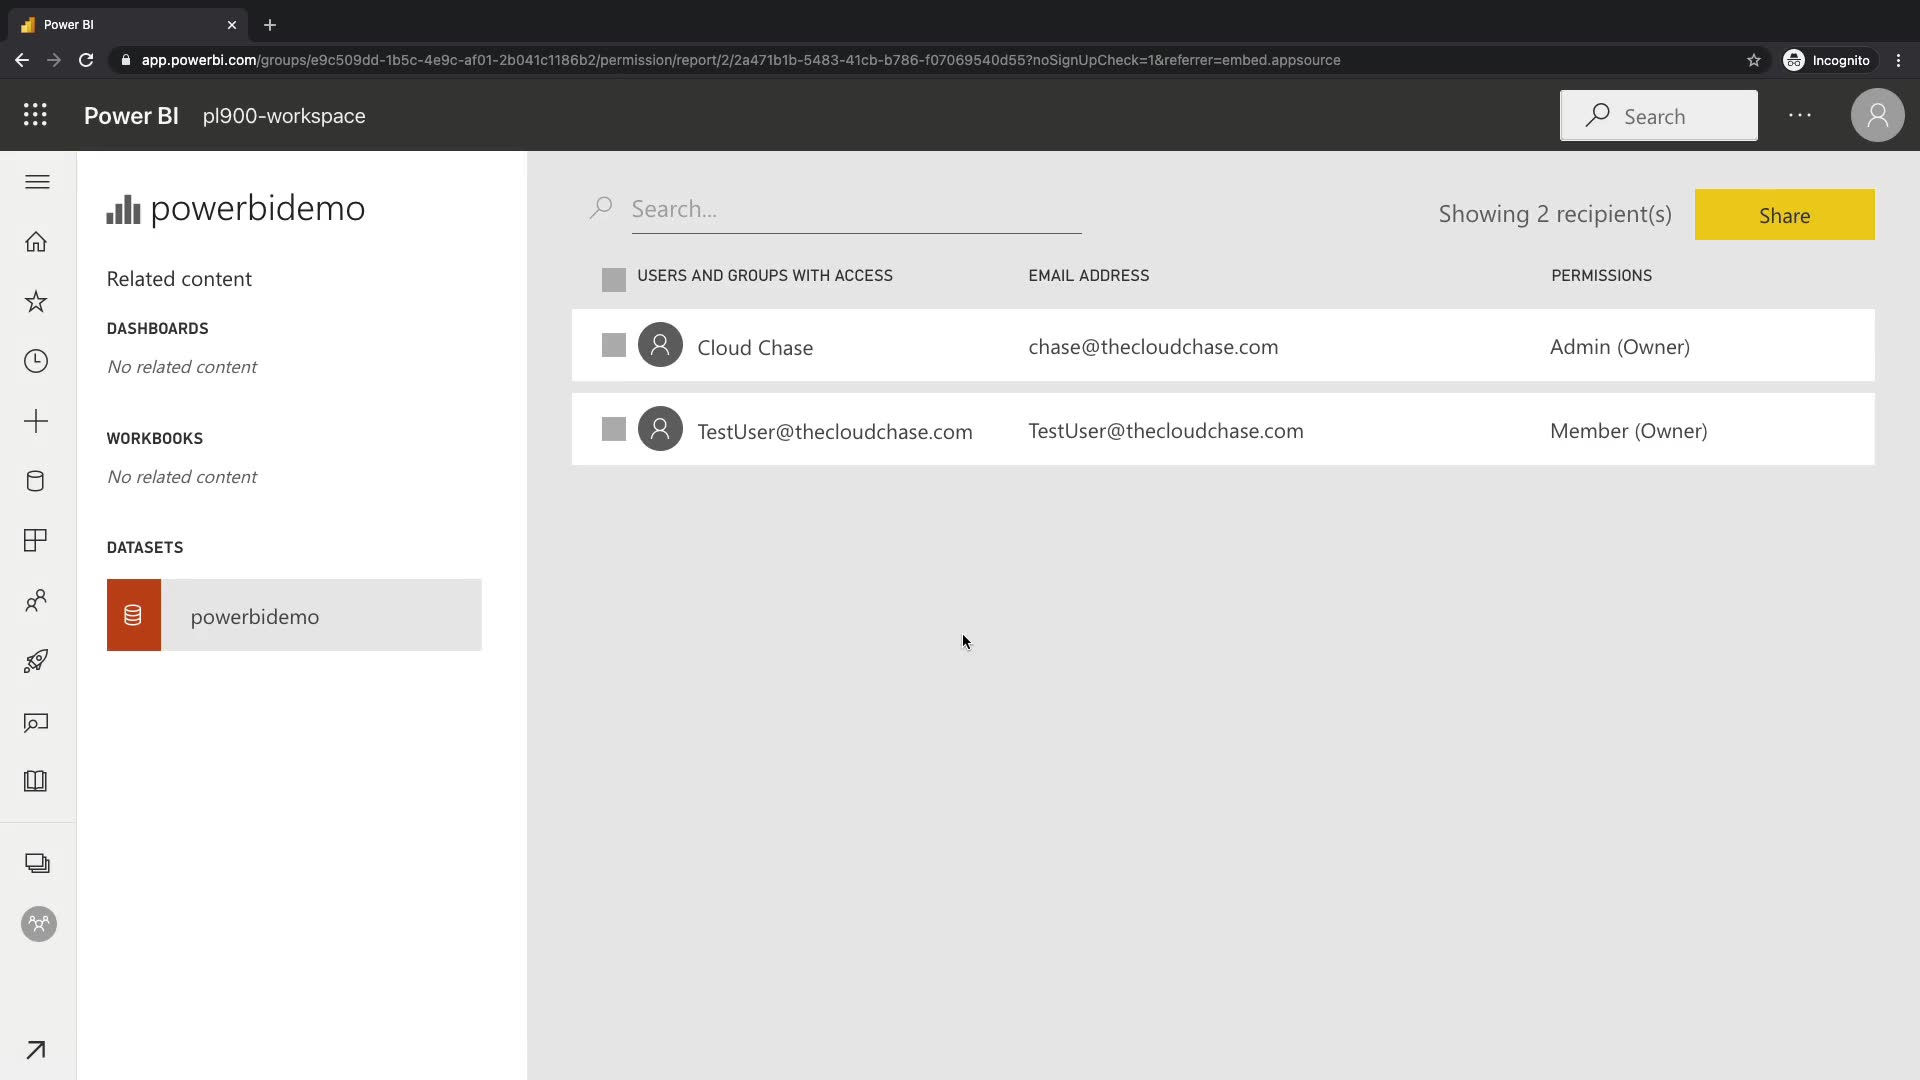 Power BI
app.powerbi.com/groups/e9c509dd-1b5c-4e9c-af01-2b041c1186b2/permission/report/2/2a471b1b-5483-41cb-b786-f07069540d55?noSignUpCheck=1&referrer=embed.appsource
Incognito
Power BI pl900-workspace
Search
powerbidemo
Related content
DASHBOARDS
No related content
WORKBOOKS
No related content
DATASETS
powerbidemo
Search...
Showing 2 recipient(s)
Share
USERS AND GROUPS WITH ACCESS EMAIL ADDRESS PERMISSIONS
Cloud Chase chase@thecloudchase.com Admin (Owner)
TestUser@thecloudchase.com TestUser@thecloudchase.com Member (Owner)